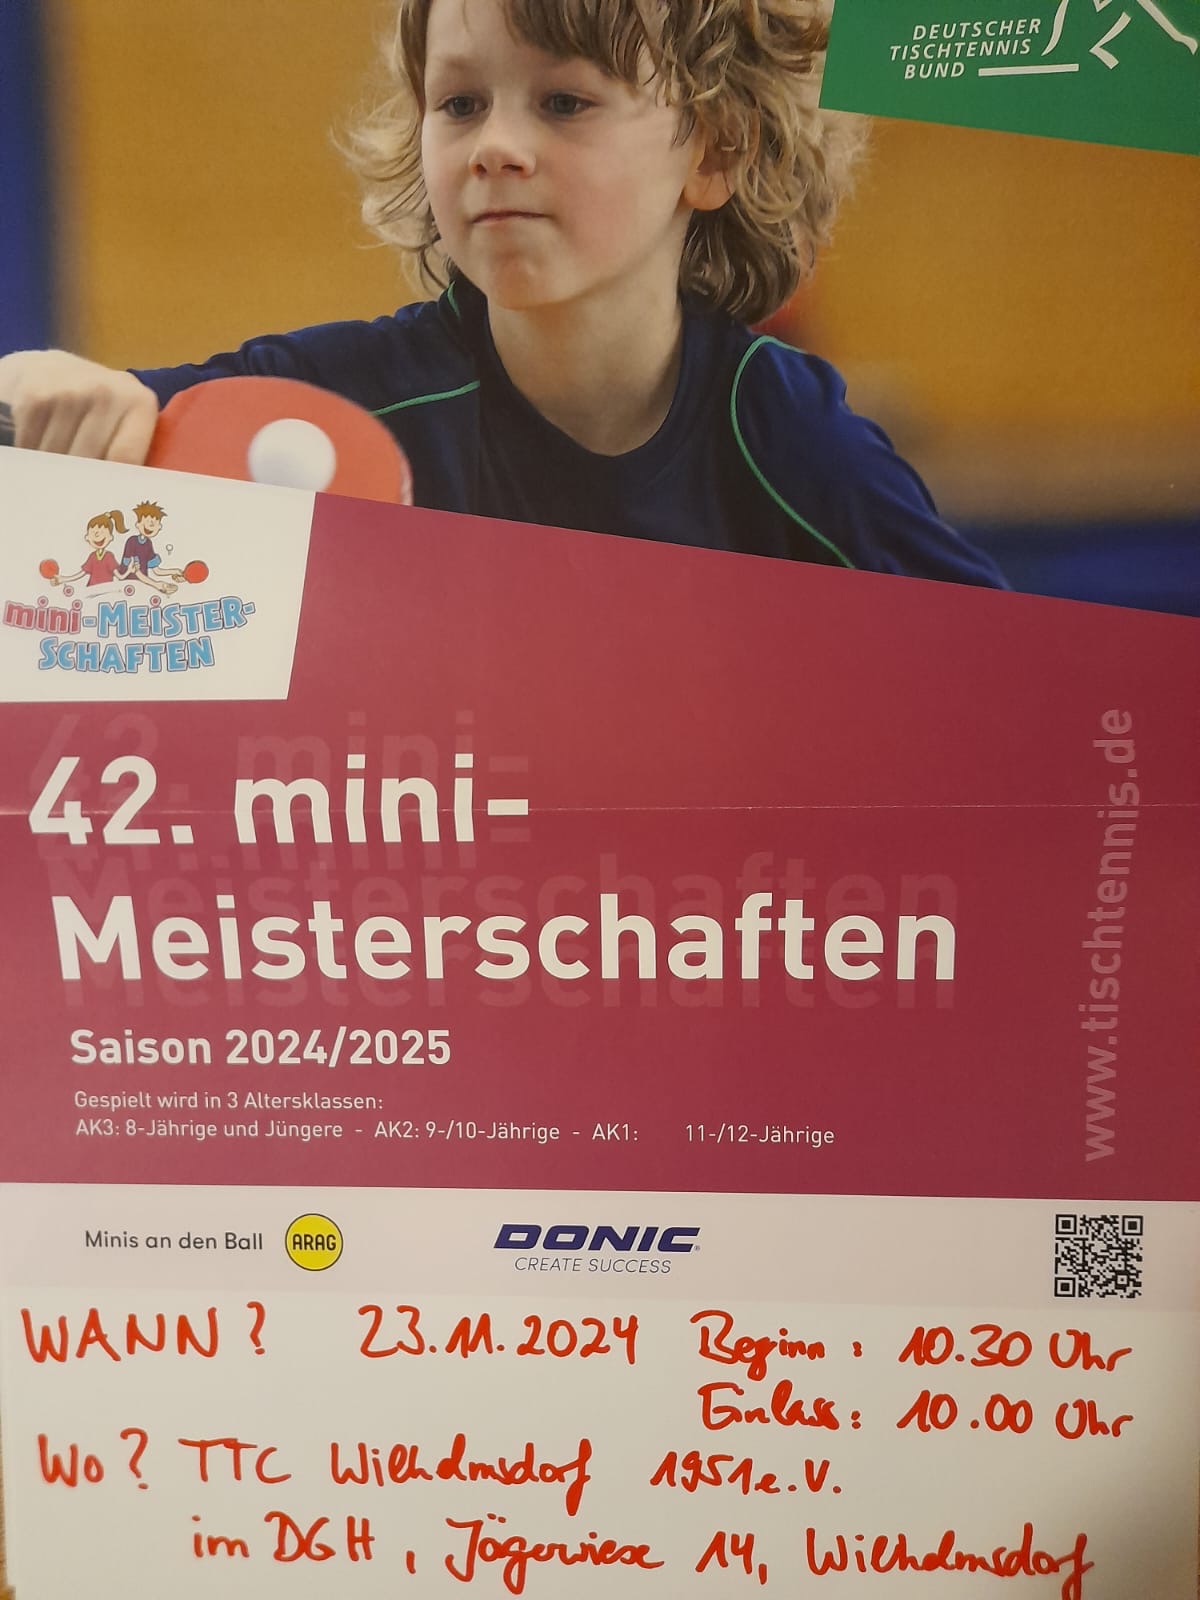 DEUTSCHER
TISCHTENNIS
BUND
mini-MEISTER-
SCHAFTEN
42. mini-
Meisterschaften
Saison 2024/2025
Gespielt wird in 3 Altersklassen:
AK3: 8-Jährige und Jüngere - AK2: 9-/10-Jährige - AK1: 11-/12-Jährige
www.tischtennis.de
Minis an den Ball ARAG
DONIC
CREATE SUCCESS
WANN? 23.11.2024 Beginn: 10.30 Uhr
Einlass: 10.00 Uhr
Wo? TTC Wilhelmsdorf 1951 e.V.
im DGH, Jägerwiese 14, Wilhelmsdorf